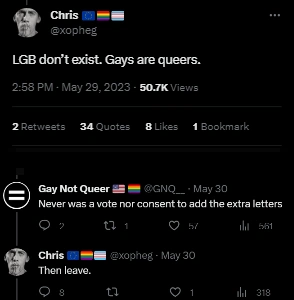 Chris 🇪🇺🏳️‍🌈🏳️‍⚧️
@xopheg
LGB don't exist. Gays are queers.
2:58 PM · May 29, 2023 · 50.7K Views
2 Retweets 34 Quotes 8 Likes 1 Bookmark
Gay Not Queer 🇺🇸🏳️‍🌈 @GNQ__ · May 30
Never was a vote nor consent to add the extra letters
2 1 57 561
Chris 🇪🇺🏳️‍🌈🏳️‍⚧️ @xopheg · May 30
Then leave.
8 1 318